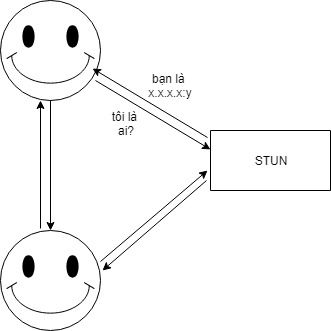 bạn là
x.x.x.x:y
tôi là
ai?
STUN